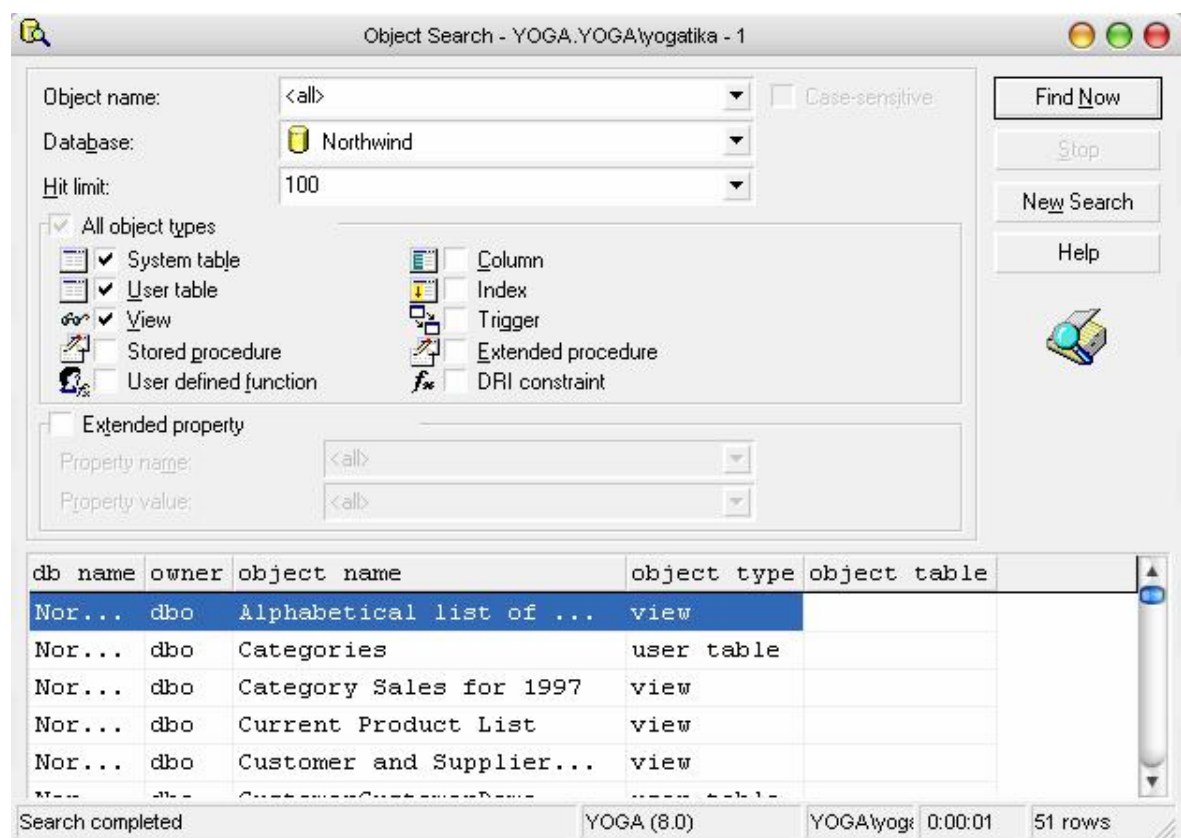 Object Search - YOGA.YOGA\yogatika - 1
Object name: <all> Case-sensitive Find Now
Database: Northwind Stop
Hit limit: 100 New Search
All object types Help
System table Column
User table Index
View Trigger
Stored procedure Extended procedure
User defined function DRI constraint
Extended property
Property name: <all>
Property value: <all>
db name owner object name object type object table
Nor... dbo Alphabetical list of ... view
Nor... dbo Categories user table
Nor... dbo Category Sales for 1997 view
Nor... dbo Current Product List view
Nor... dbo Customer and Supplier... view
Search completed YOGA (8.0) YOGA\yoga 0:00:01 51 rows